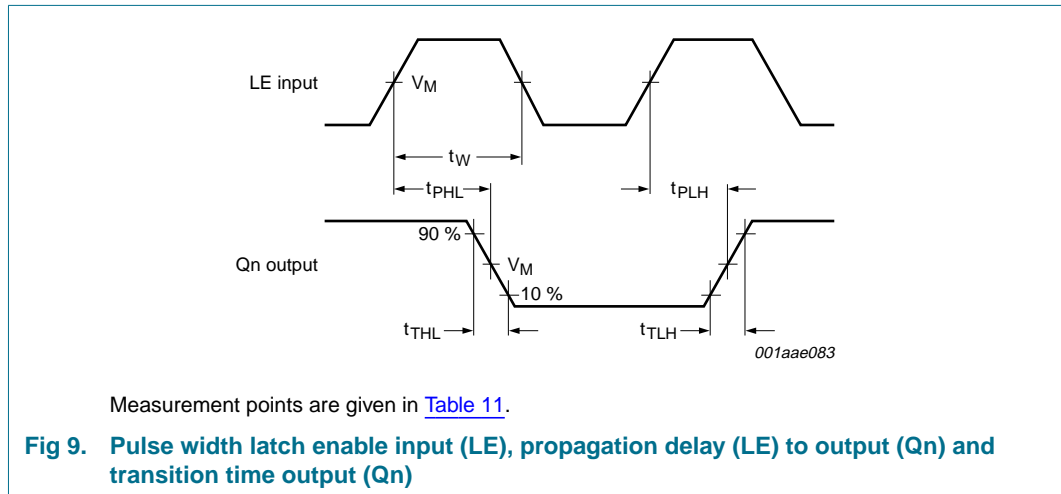 LE input
VM
tW
tPHL
tPLH
90 %
Qn output
VM
10 %
tTHL
tTLH
001aae083
Measurement points are given in Table 11.
Fig 9. Pulse width latch enable input (LE), propagation delay (LE) to output (Qn) and
transition time output (Qn)